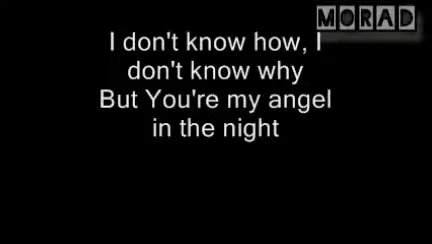 MORAD
I don't know how, I
don't know why
But You're my angel
in the night